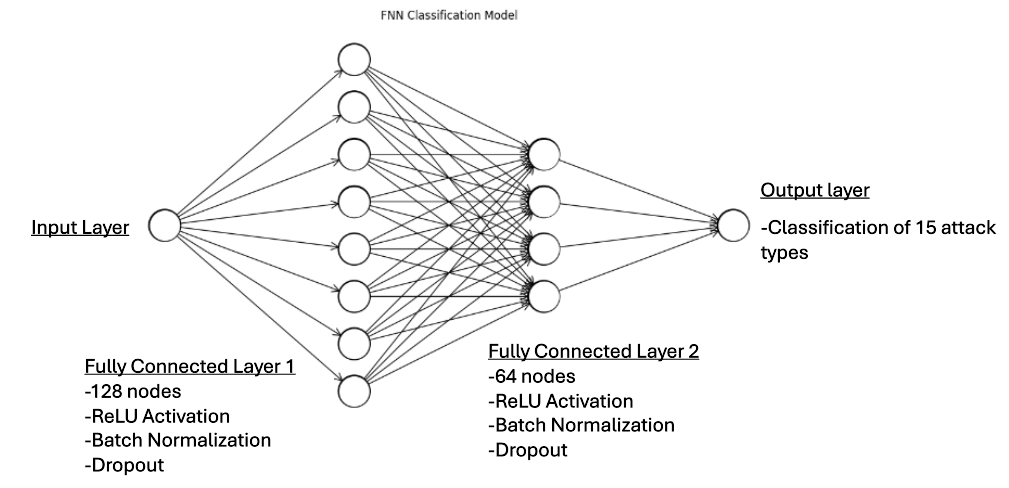 FNN Classification Model
Input Layer
Fully Connected Layer 1
-128 nodes
-ReLU Activation
-Batch Normalization
-Dropout
Fully Connected Layer 2
-64 nodes
-ReLU Activation
-Batch Normalization
-Dropout
Output layer
-Classification of 15 attack
types